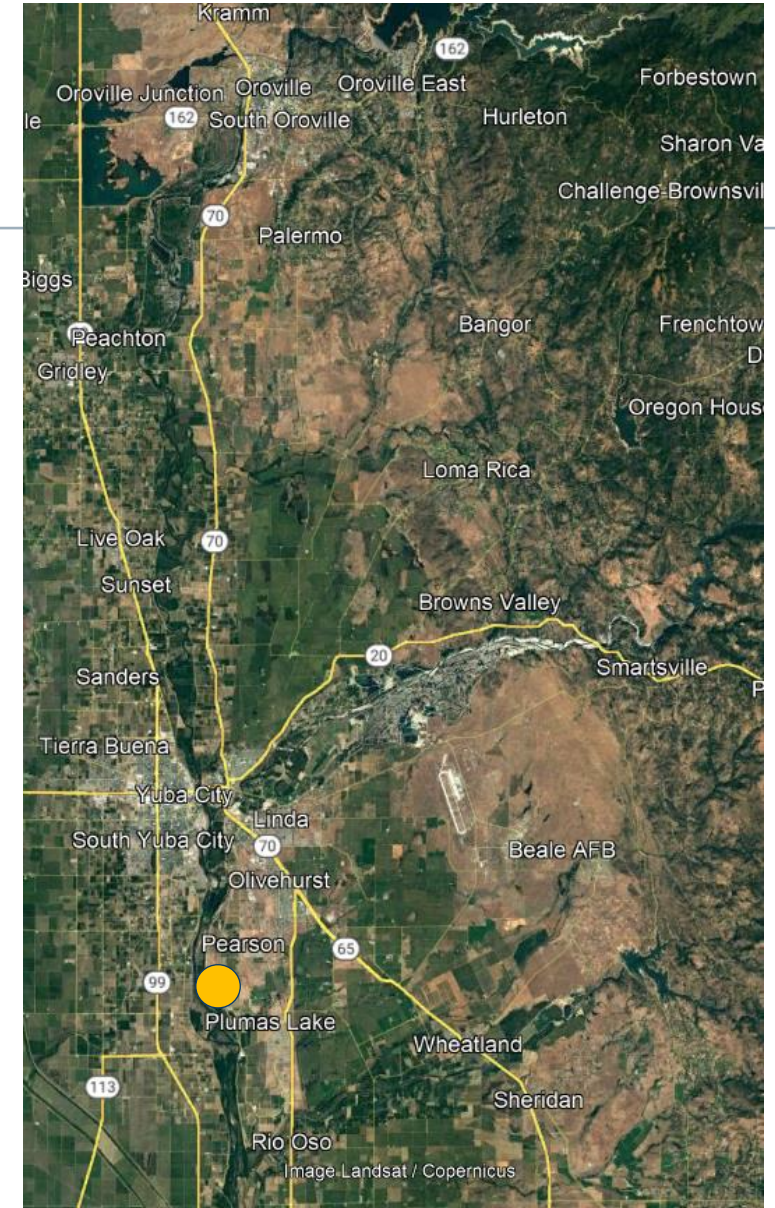 Kramm
162
Oroville Junction
Oroville
Oroville East
Forbestown
162
South Oroville
Hurleton
le
Sharon Va
Challenge-Brownsvil
70
Palermo
Biggs
Peachton
Bangor
Frenchtow
D
Gridley
Oregon Hous
Loma Rica
70
Live Oak
Sunset
Browns Valley
20
Smartsville
Sanders
P
Tierra Buena
Yuba City
Linda
South Yuba City
70
Beale AFB
Olivehurst
Pearson
65
99
Plumas Lake
Wheatland
113
Sheridan
Rio Oso
Image Landsat / Copernicus